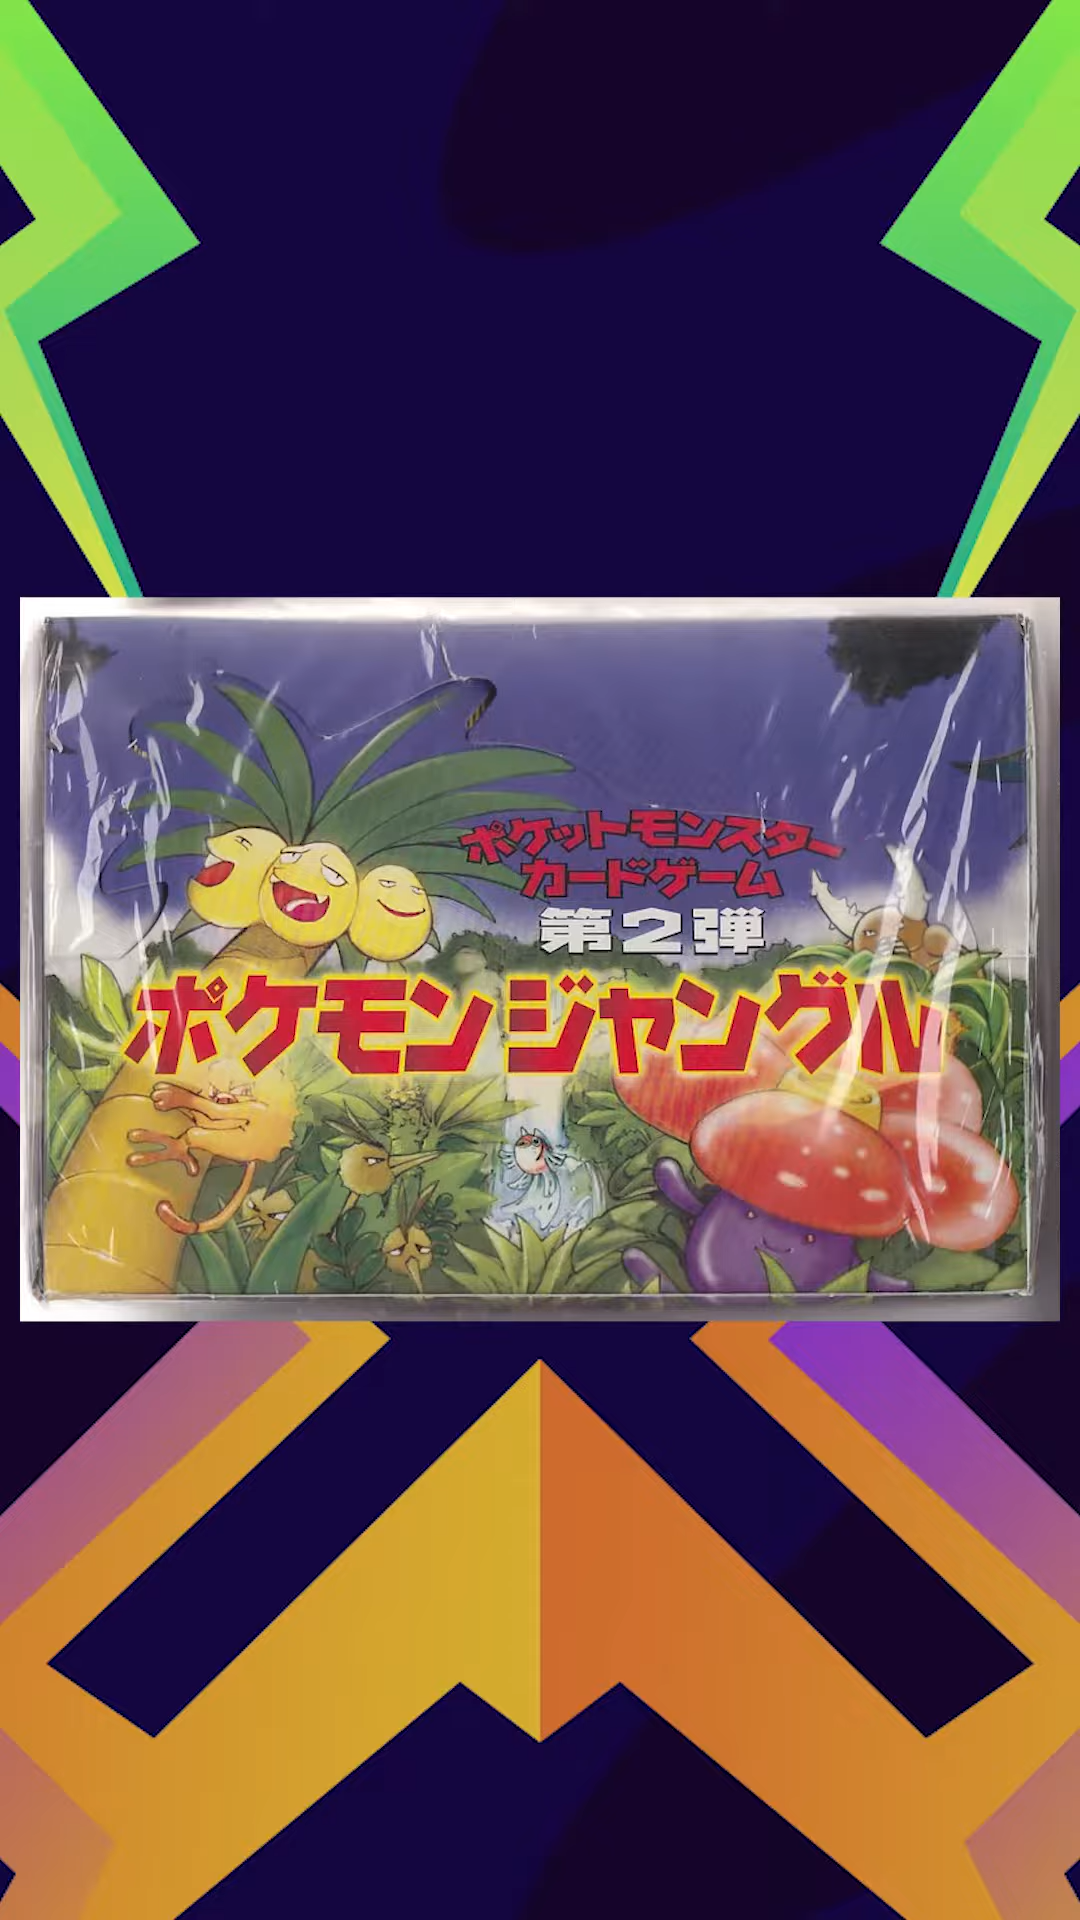 ポケットモンスター
カードゲーム
第2弾
ポケモンジャングル